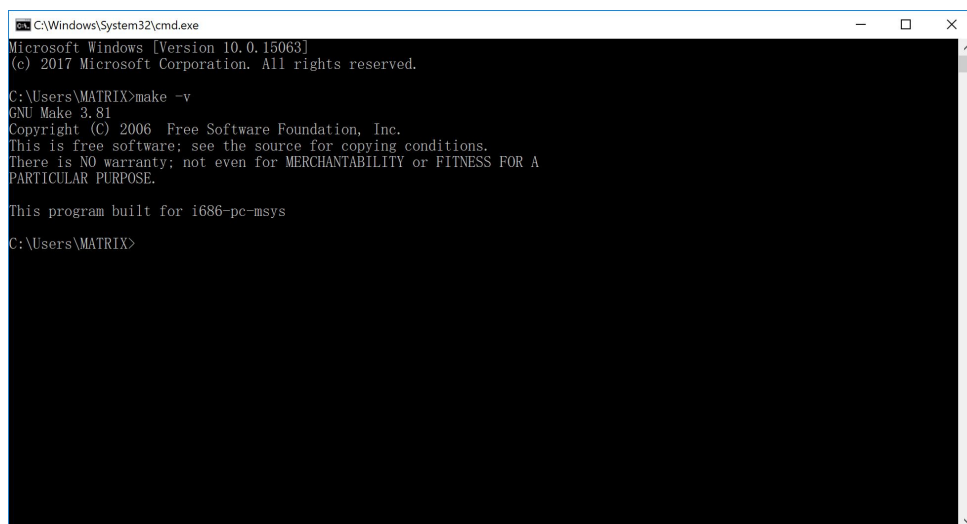 C:\Windows\System32\cmd.exe
Microsoft Windows [Version 10.0.15063]
(c) 2017 Microsoft Corporation. All rights reserved.
C:\Users\MATRIX>make -v
GNU Make 3.81
Copyright (C) 2006  Free Software Foundation, Inc.
This is free software; see the source for copying conditions.
There is NO warranty; not even for MERCHANTABILITY or FITNESS FOR A
PARTICULAR PURPOSE.
This program built for i686-pc-msys
C:\Users\MATRIX>